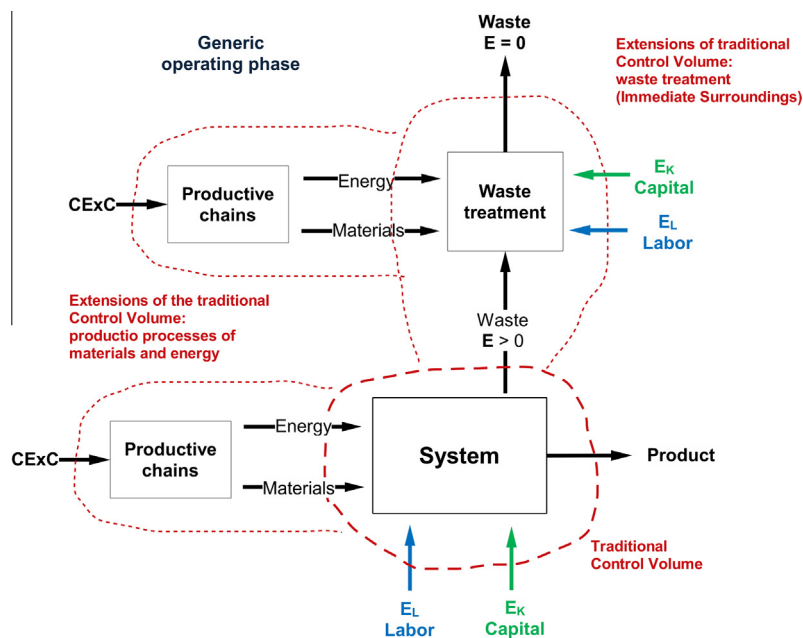 Generic
operating phase
Waste
E = 0
Extensions of traditional
Control Volume:
waste treatment
(Immediate Surroundings)
CExC
Productive
chains
Energy
Materials
Waste
treatment
EK
Capital
EL
Labor
Extensions of the traditional
Control Volume:
productio processes of
materials and energy
Waste
E > 0
CExC
Productive
chains
Energy
Materials
System
Product
Traditional
Control Volume
EL
Labor
EK
Capital